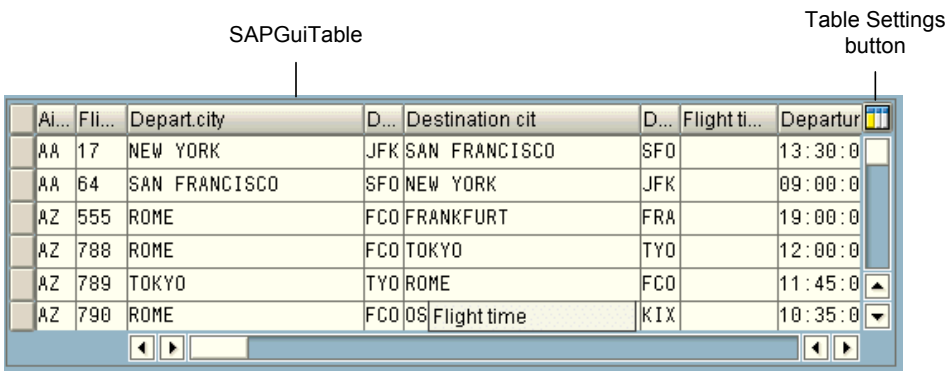 SAPGuiTable
Table Settings
button
Ai... Fli... Depart.city D... Destination cit D... Flight ti... Departur
AA 17 NEW YORK JFK SAN FRANCISCO SFO 13:30:0
AA 64 SAN FRANCISCO SFO NEW YORK JFK 09:00:0
AZ 555 ROME FCO FRANKFURT FRA 19:00:0
AZ 788 ROME FCO TOKYO TYO 12:00:0
AZ 789 TOKYO TYO ROME FCO 11:45:0
AZ 790 ROME FCO OS Flight time KIX 10:35:0